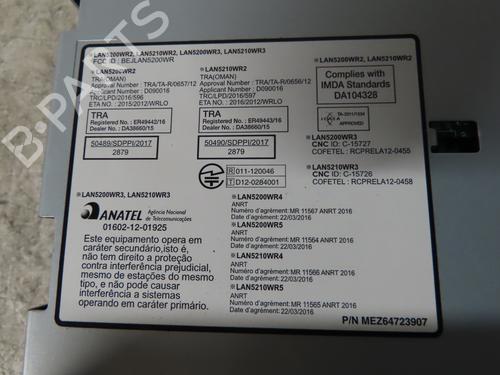 • LAN5200WR2, LAN5210WR2, LAN5200WR3, LAN5210WR3
FCC ID : BEJLAN5200WR
• LAN5200WR2
TRA(OMAN)
Approval Number : TRA/TA-R/0657/12
Applicant : D090016
TRC/LPD/2016/596
ETA NO. : 2015/2012/WRLO
TRA
Registered No. : ER49442/16
Dealer No. : DA38660/15
50489/SDPPI/2017
2879
• LAN5210WR2
TRA(OMAN)
Approval Number : TRA/TA-R/0656/12
Applicant : D090016
TRC/LPD/2016/597
ETA NO. : 2016/2012/WRLO
TRA
Registered No. : ER49443/16
Dealer No. : DA38660/15
50490/SDPPI/2017
2879
R 011-120046
T D12-0284001
• LAN5200WR2, LAN5210WR2
Complies with
IMDA Standards
DA104328
TA-2011/1034
APPROVED
• LAN5200WR3
CNC ID: C-15727
COFETEL : RCPRELA12-0455
• LAN5210WR3
CNC ID: C-15726
COFETEL : RCPRELA12-0458
• LAN5200WR3, LAN5210WR3
ANATEL
Agência Nacional
de Telecomunicações
01602-12-01925
Este equipamento opera em
caráter secundário,isto é,
não tem direito a proteção
contra interferência prejudicial,
mesmo de estações do mesmo
tipo, e não pode causar
interferência a sistemas
operando em caráter primário.
• LAN5200WR4
ANRT
Numéro d'agrément: MR 11567 ANRT 2016
Date d'agrément: 22/03/2016
• LAN5200WR5
ANRT
Numéro d'agrément: MR 11564 ANRT 2016
Date d'agrément: 22/03/2016
• LAN5210WR4
ANRT
Numéro d'agrément: MR 11566 ANRT 2016
Date d'agrément: 22/03/2016
• LAN5210WR5
ANRT
Numéro d'agrément: MR 11565 ANRT 2016
Date d'agrément: 22/03/2016
P/N MEZ64723907
B-PARTS